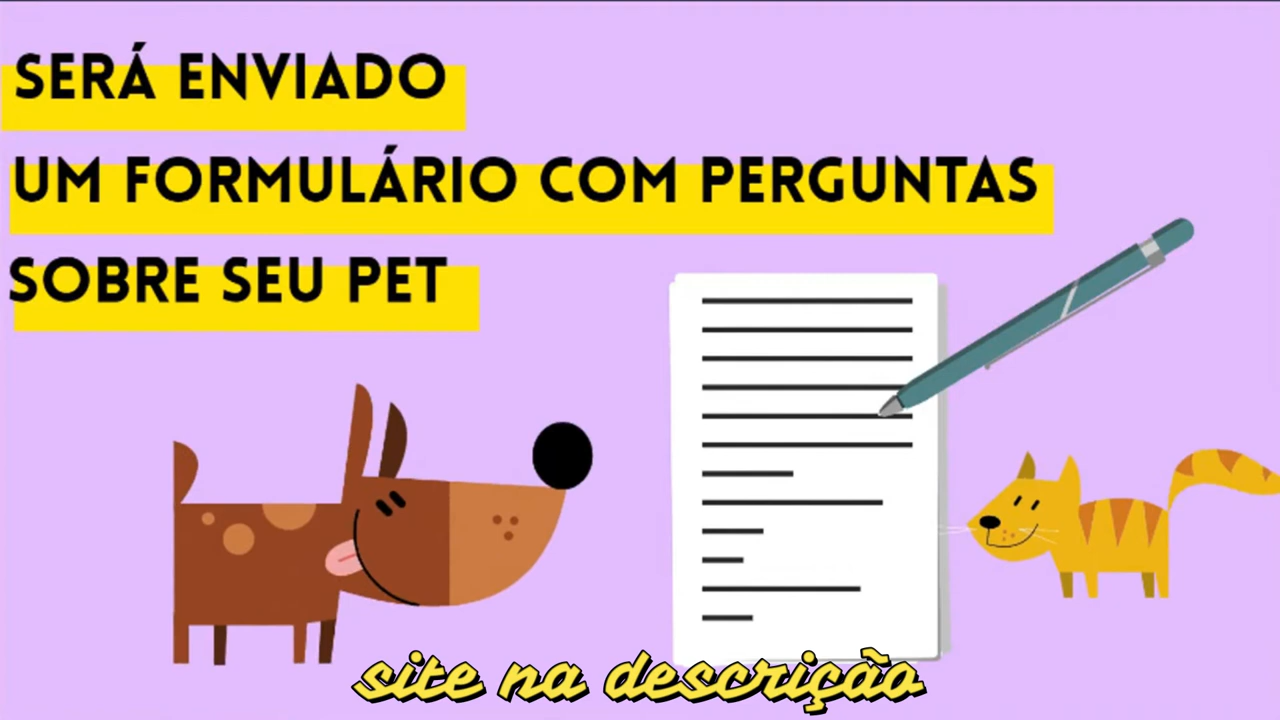 SERÁ ENVIADO
UM FORMULÁRIO COM PERGUNTAS
SOBRE SEU PET
site na descrição